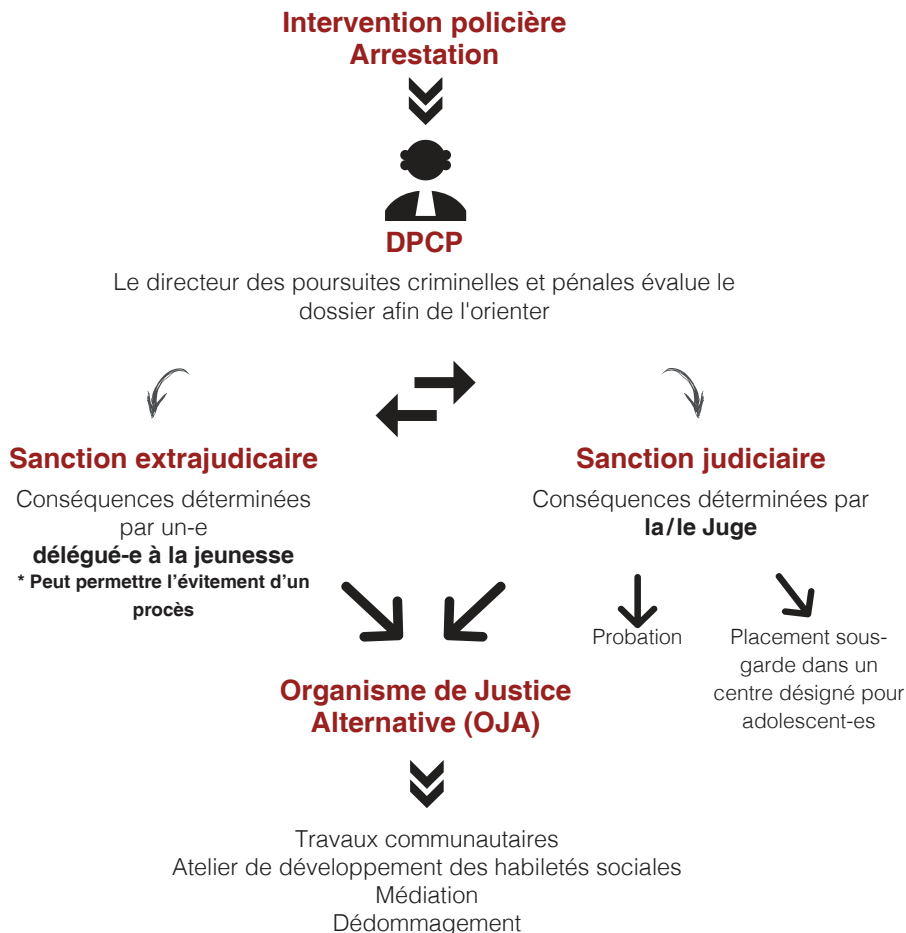 Intervention policière
Arrestation
DPCP
Le directeur des poursuites criminelles et pénales évalue le
dossier afin de l'orienter
Sanction extrajudicaire
Conséquences déterminées
par un-e
délégué-e à la jeunesse
* Peut permettre l'évitement d'un
procès
Sanction judiciaire
Conséquences déterminées par
la/le Juge
Probation
Placement sous-
garde dans un
centre désigné pour
adolescent-es
Organisme de Justice
Alternative (OJA)
Travaux communautaires
Atelier de développement des habiletés sociales
Médiation
Dédommagement